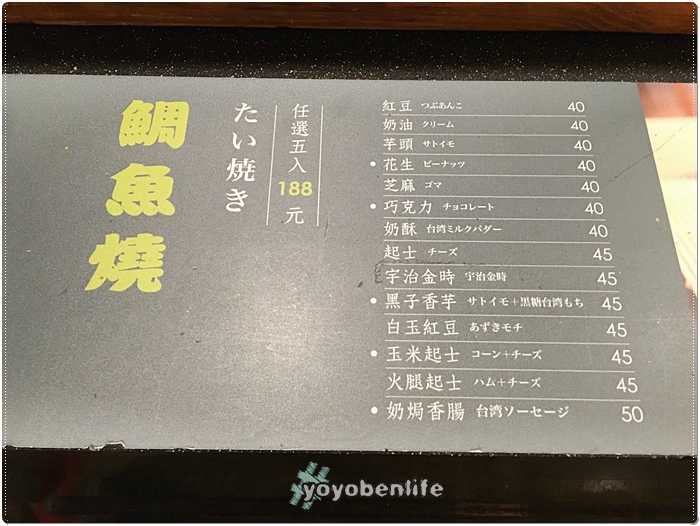 鯛魚燒
たい焼き
任選五入188元
紅豆 つぶあんこ 40
奶油 クリーム 40
芋頭 サトイモ 40
• 花生 ピーナッツ 40
芝麻 ゴマ 40
• 巧克力 チョコレート 40
奶酥 台湾ミルクバダー 40
起士 チーズ 45
宇治金時 宇治金時 45
• 黑子香芋 サトイモ+黒糖台湾もち 45
白玉紅豆 あずきモチ 45
• 玉米起士 コーン+チーズ 45
火腿起士 ハム+チーズ 45
• 奶焗香腸 台湾ソーセージ 50
yoyobenlife